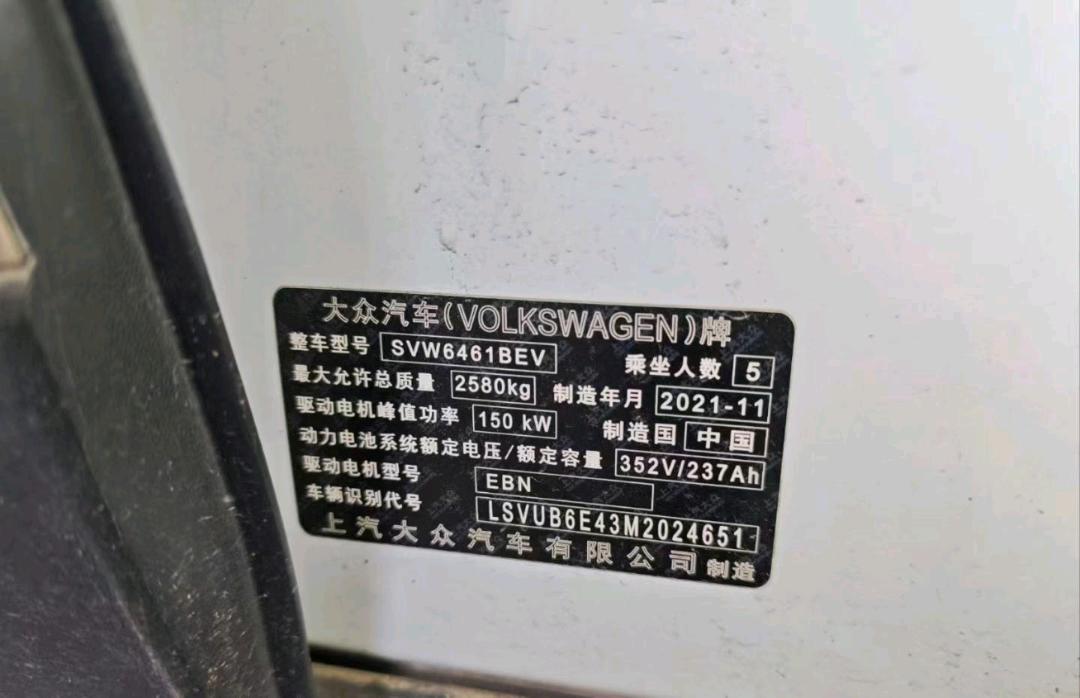 大众汽车(VOLKSWAGEN)牌
整车型号 SVW6461BEV 乘坐人数 5
最大允许总质量 2580kg 制造年月 2021-11
驱动电机峰值功率 150 kW 制造国 中国
动力电池系统额定电压/额定容量 352V/237Ah
驱动电机型号 EBN
车辆识别代号 LSVUB6E43M2024651
上汽大众汽车有限公司制造